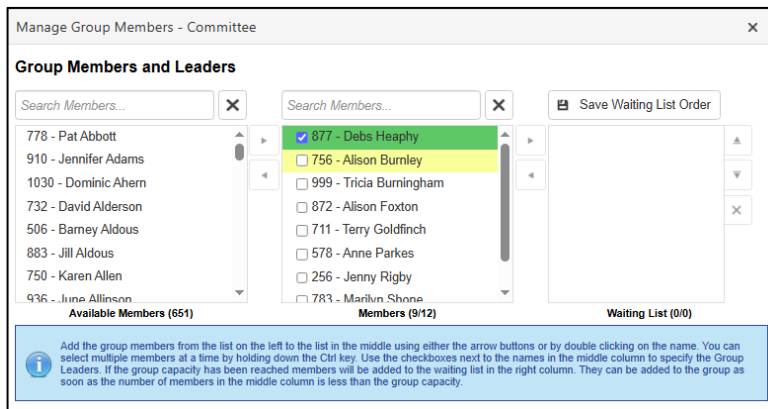 Manage Group Members - Committee
Group Members and Leaders
Search Members...
778 - Pat Abbott
910 - Jennifer Adams
1030 - Dominic Ahern
732 - David Alderson
506 - Barney Aldous
883 - Jill Aldous
750 - Karen Allen
936 - June Allinson
Available Members (651)
Search Members...
877 - Debs Heaphy
756 - Alison Burnley
999 - Tricia Burningham
872 - Alison Foxton
711 - Terry Goldfinch
578 - Anne Parkes
256 - Jenny Rigby
783 - Marilyn Shone
Members (9/12)
Save Waiting List Order
Waiting List (0/0)
Add the group members from the list on the left to the list in the middle using either the arrow buttons or by double clicking on the name. You can
select multiple members at a time by holding down the Ctrl key. Use the checkboxes next to the names in the middle column to specify the Group
Leaders. If the group capacity has been reached members will be added to the waiting list in the right column. They can be added to the group as
soon as the number of members in the middle column is less than the group capacity.